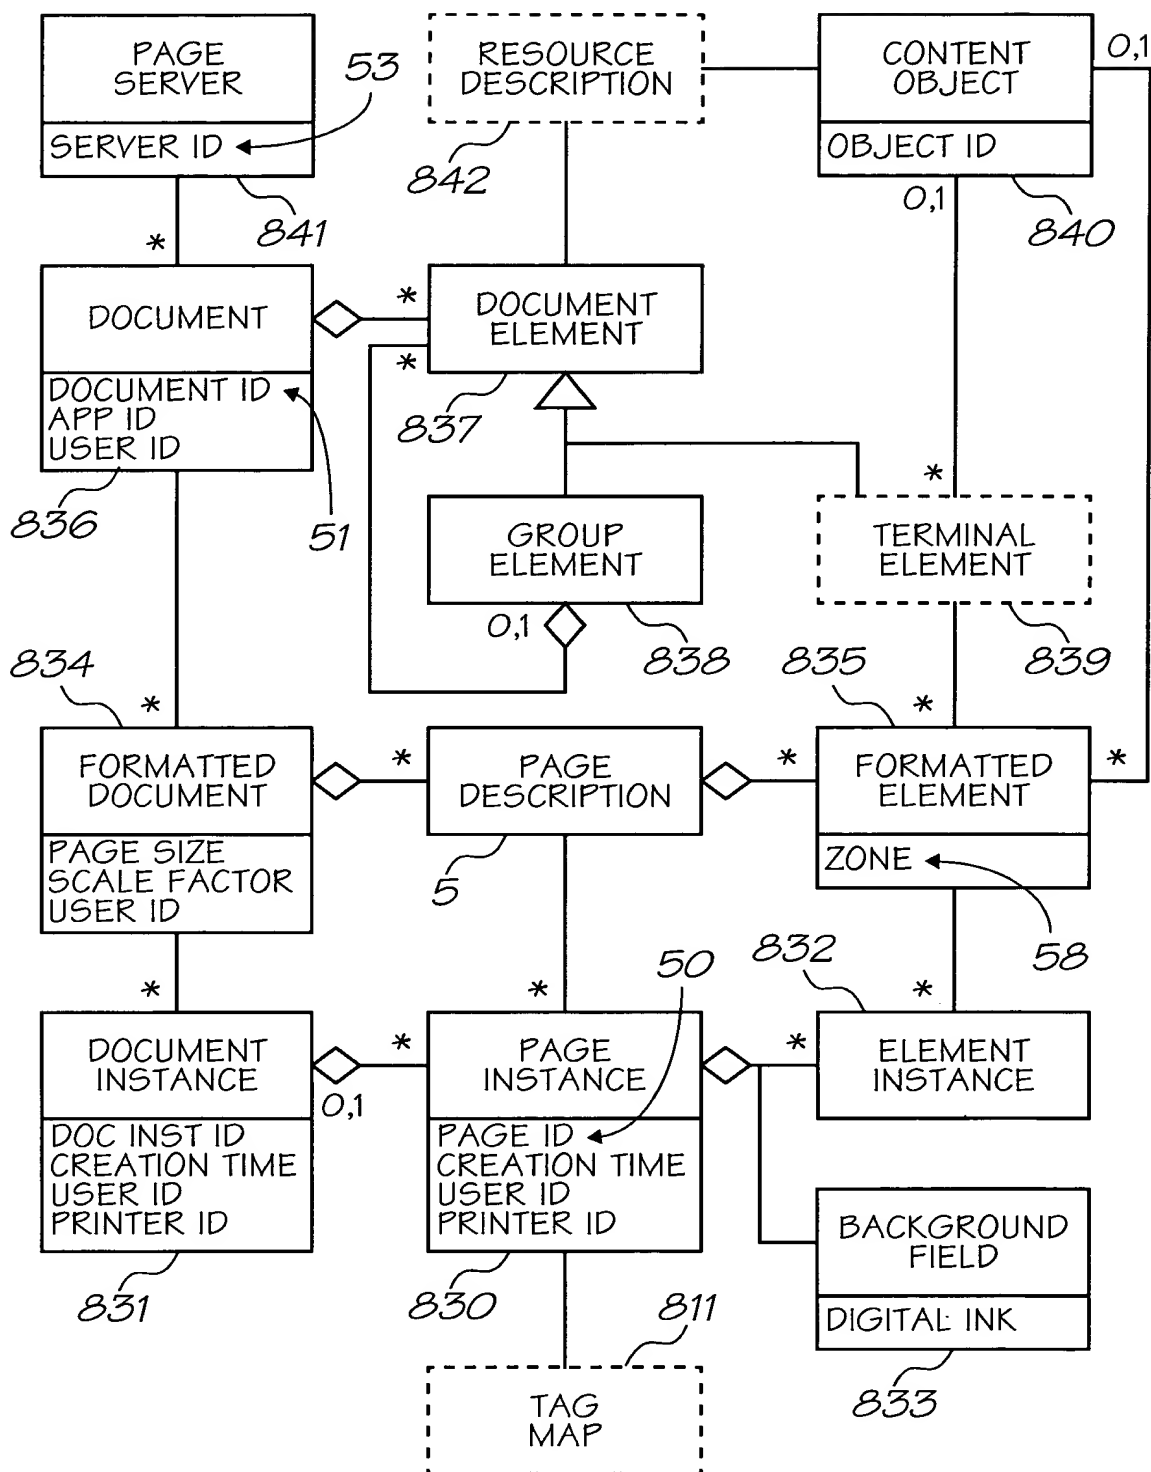 PAGE
SERVER
SERVER ID
53
841
RESOURCE
DESCRIPTION
842
CONTENT
OBJECT
OBJECT ID
840
0,1
0,1
*
DOCUMENT
DOCUMENT ID
APP ID
USER ID
836
51
*
*
DOCUMENT
ELEMENT
837
GROUP
ELEMENT
0,1
838
*
TERMINAL
ELEMENT
839
834
*
FORMATTED
DOCUMENT
PAGE SIZE
SCALE FACTOR
USER ID
*
PAGE
DESCRIPTION
5
835
*
*
*
FORMATTED
ELEMENT
ZONE
58
*
DOCUMENT
INSTANCE
0,1
DOC INST ID
CREATION TIME
USER ID
PRINTER ID
831
*
*
50
PAGE
INSTANCE
PAGE ID
CREATION TIME
USER ID
PRINTER ID
830
832
*
*
ELEMENT
INSTANCE
BACKGROUND
FIELD
DIGITAL INK
833
811
TAG
MAP